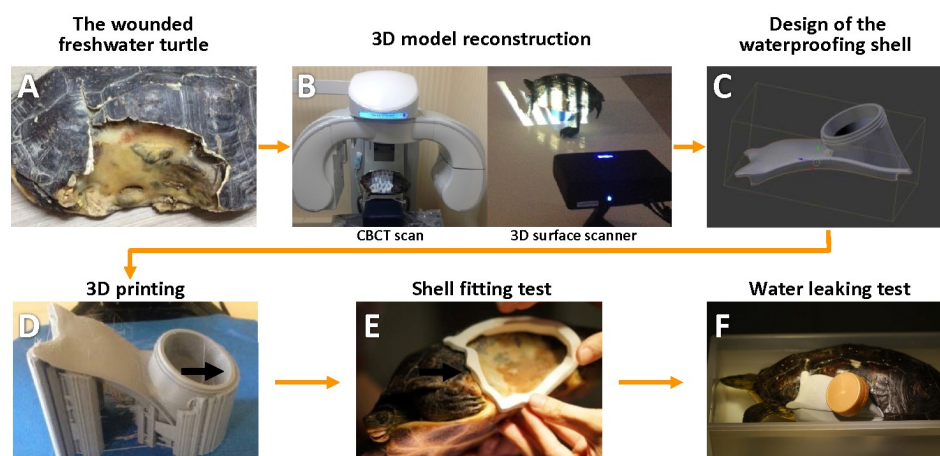 The wounded
freshwater turtle
3D model reconstruction
Design of the
waterproofing shell
A
B
C
CBCT scan
3D surface scanner
3D printing
Shell fitting test
Water leaking test
D
E
F